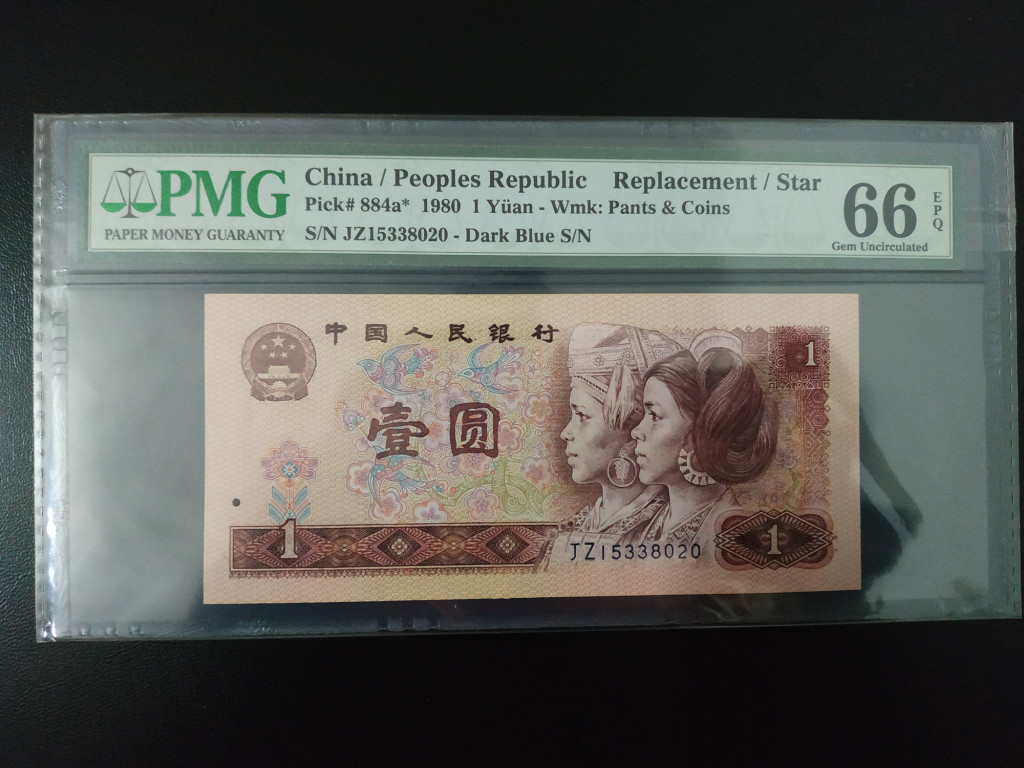 PMG
PAPER MONEY GUARANTY
China / Peoples Republic Replacement / Star
Pick# 884a* 1980 1 Yüan - Wmk: Pants & Coins
S/N JZ15338020 - Dark Blue S/N
66 EPQ
Gem Uncirculated
中国人民银行
1
壹圆
1
JZ15338020
1